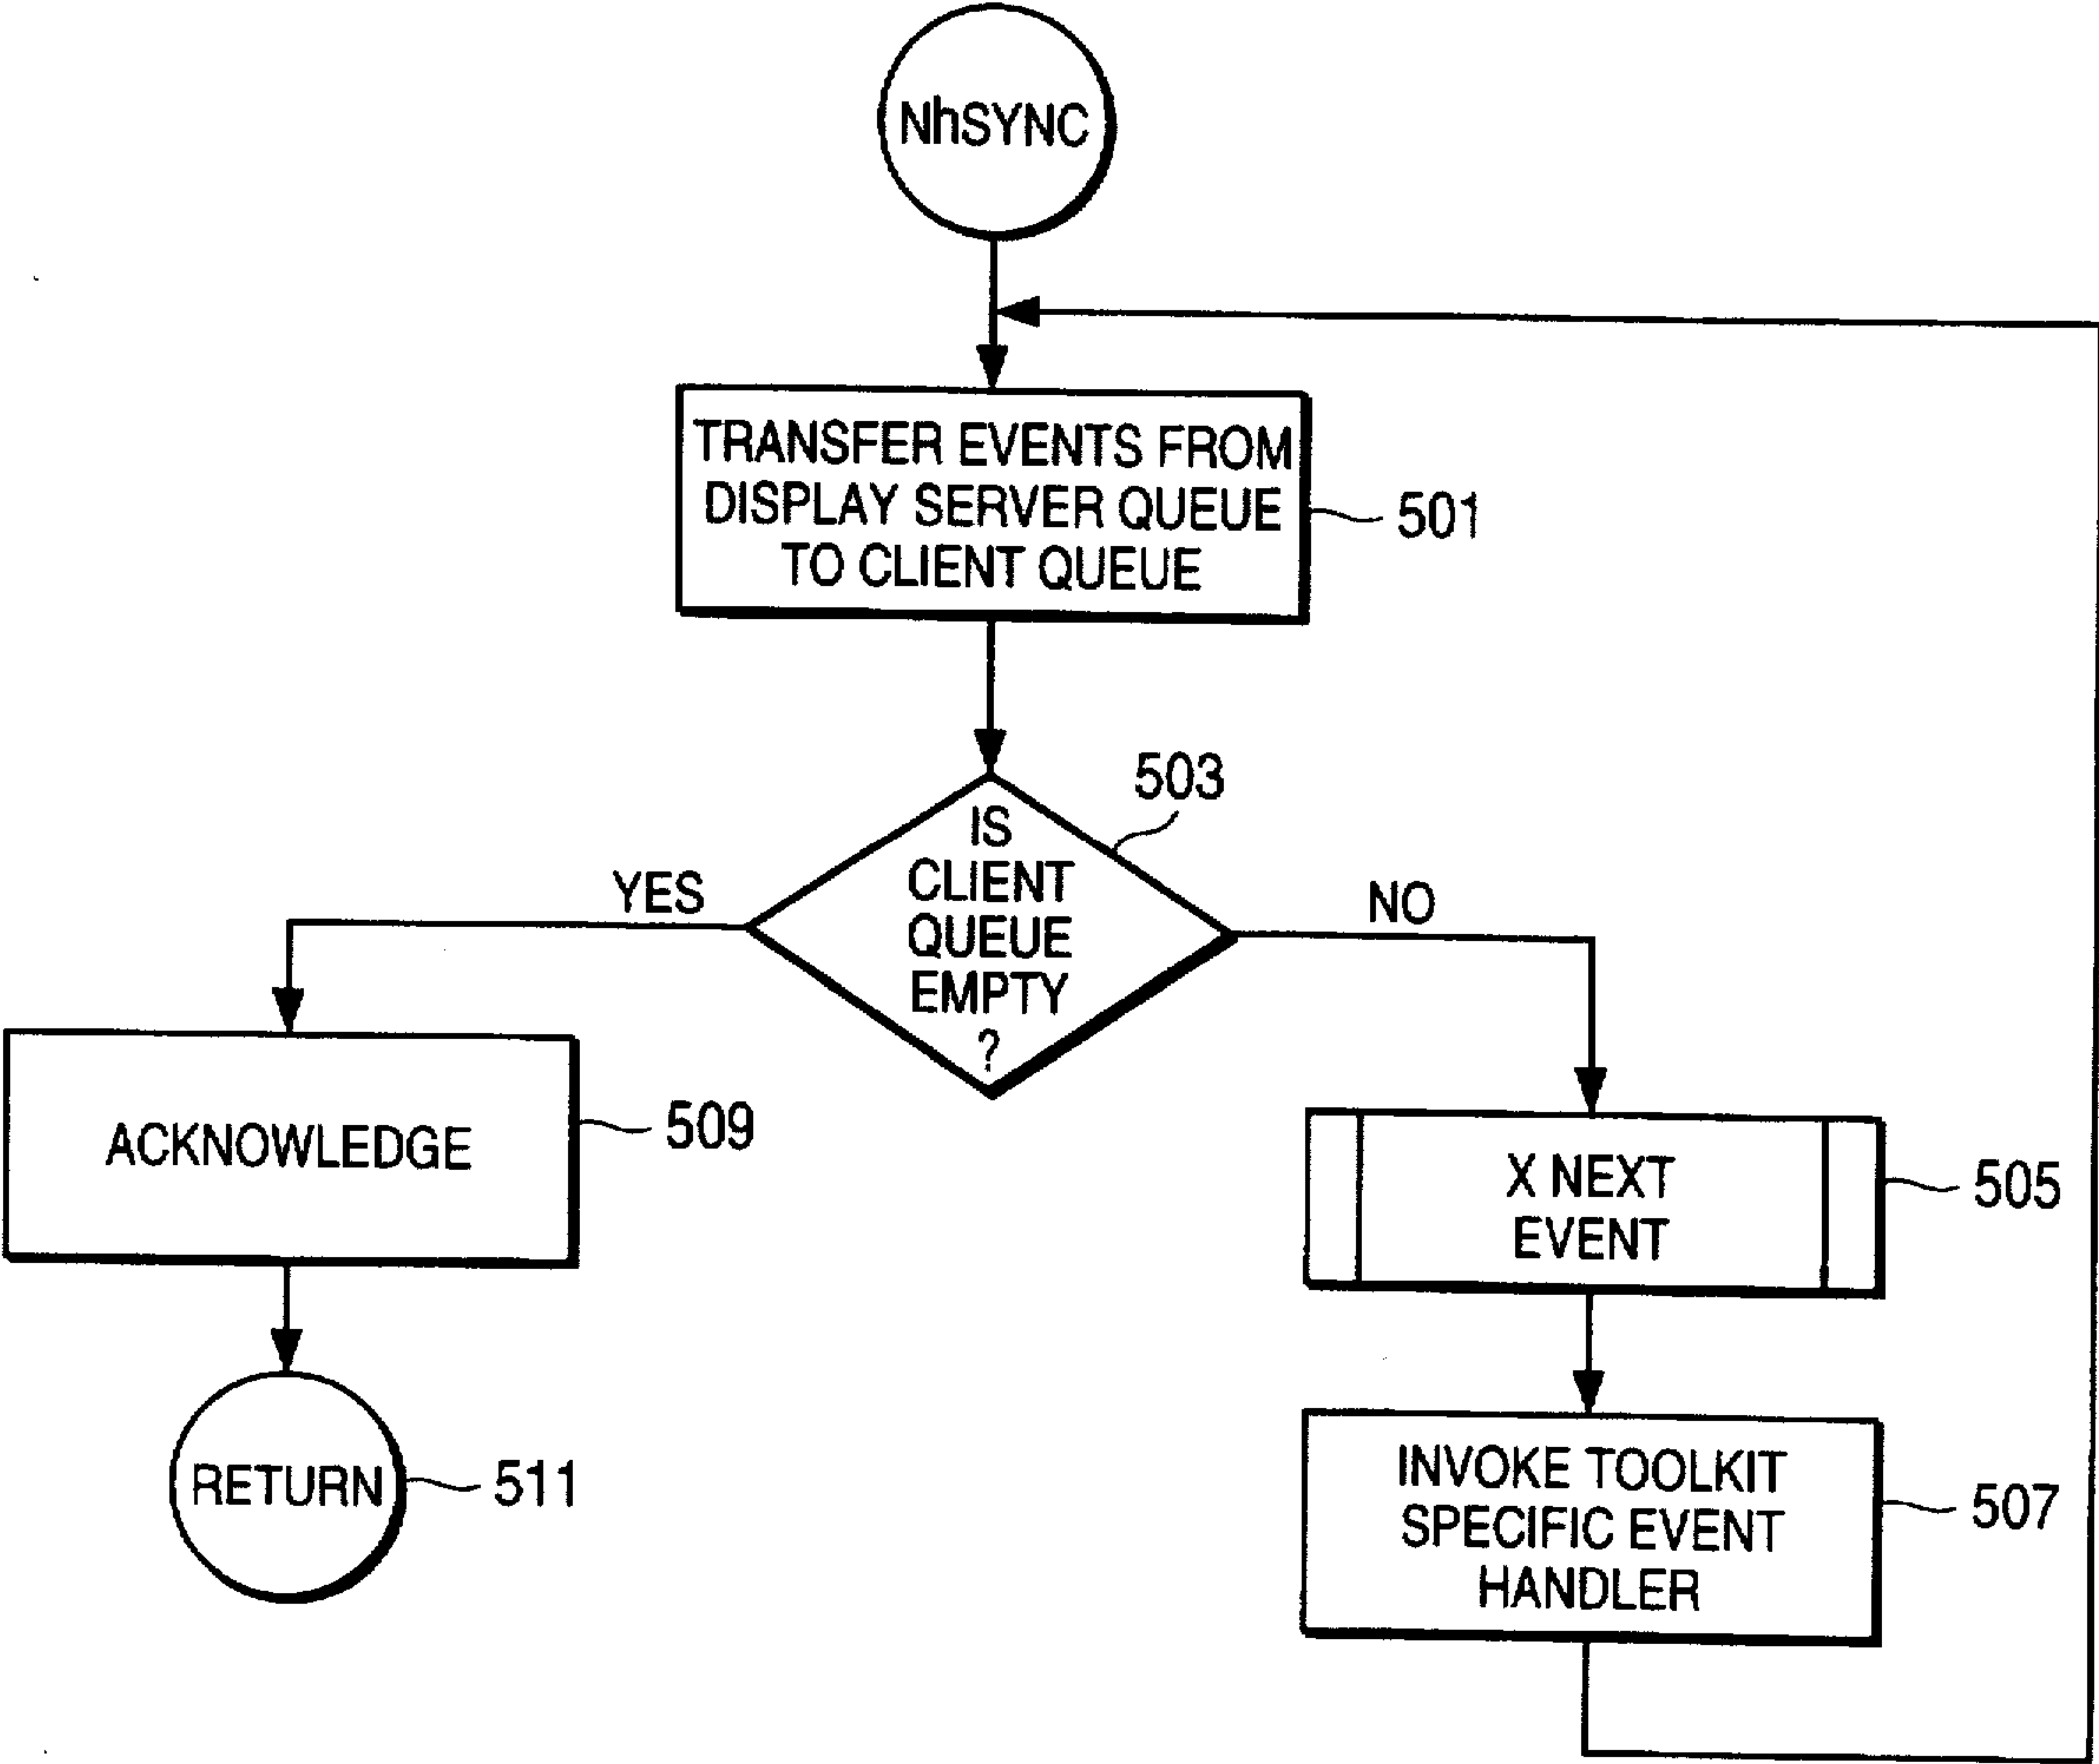 NhSYNC
TRANSFER EVENTS FROM
DISPLAY SERVER QUEUE
TO CLIENT QUEUE
501
503
IS
CLIENT
QUEUE
EMPTY
?
YES
NO
ACKNOWLEDGE
509
X NEXT
EVENT
505
RETURN
511
INVOKE TOOLKIT
SPECIFIC EVENT
HANDLER
507